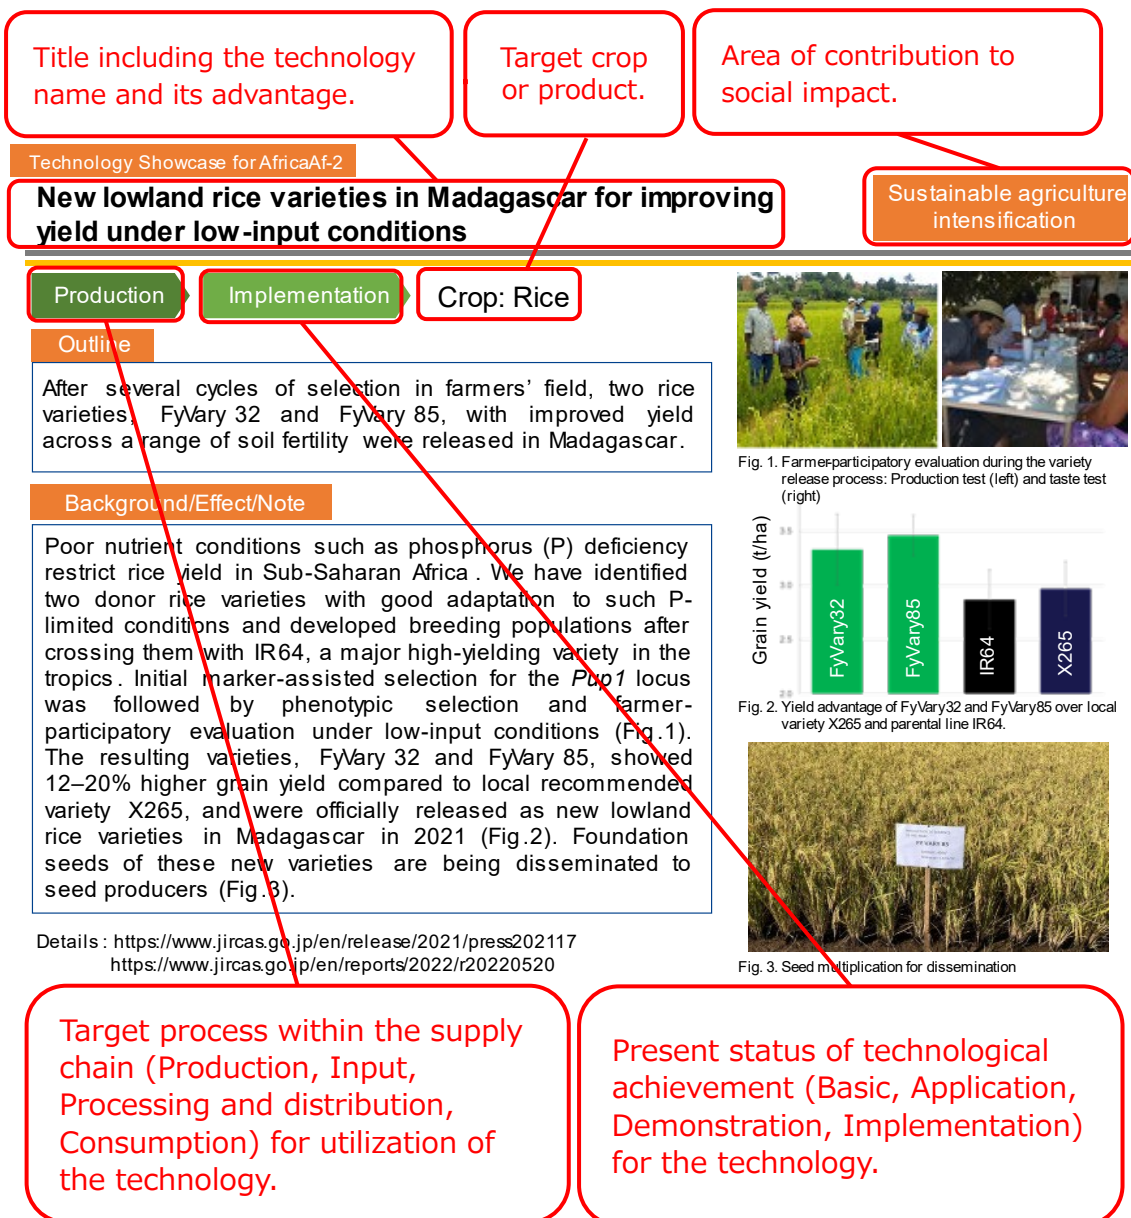 Title including the technology
name and its advantage.
Target crop
or product.
Area of contribution to
social impact.
Technology Showcase for AfricaAf-2
New lowland rice varieties in Madagascar for improving
yield under low-input conditions
Sustainable agriculture
intensification
Production
Implementation
Crop: Rice
Outline
After several cycles of selection in farmers' field, two rice
varieties, FyVary 32 and FyVary 85, with improved yield
across a range of soil fertility were released in Madagascar.
Background/Effect/Note
Poor nutrient conditions such as phosphorus (P) deficiency
restrict rice yield in Sub-Saharan Africa. We have identified
two donor rice varieties with good adaptation to such P-
limited conditions and developed breeding populations after
crossing them with IR64, a major high-yielding variety in the
tropics. Initial marker-assisted selection for the Pup1 locus
was followed by phenotypic selection and farmer-
participatory evaluation under low-input conditions (Fig.1).
The resulting varieties, FyVary 32 and FyVary 85, showed
12–20% higher grain yield compared to local recommended
variety X265, and were officially released as new lowland
rice varieties in Madagascar in 2021 (Fig.2). Foundation
seeds of these new varieties are being disseminated to
seed producers (Fig.3).
Details : https://www.jircas.go.jp/en/release/2021/press202117
https://www.jircas.go.jp/en/reports/2022/r20220520
Fig. 1. Farmer-participatory evaluation during the variety
release process: Production test (left) and taste test
(right)
Grain yield (t/ha)
3.5
3.0
2.5
2.0
FyVary32
FyVary85
IR64
X265
Fig. 2. Yield advantage of FyVary32 and FyVary85 over local
variety X265 and parental line IR64.
FY VARY 85
Fig. 3. Seed multiplication for dissemination
Target process within the supply
chain (Production, Input,
Processing and distribution,
Consumption) for utilization of
the technology.
Present status of technological
achievement (Basic, Application,
Demonstration, Implementation)
for the technology.